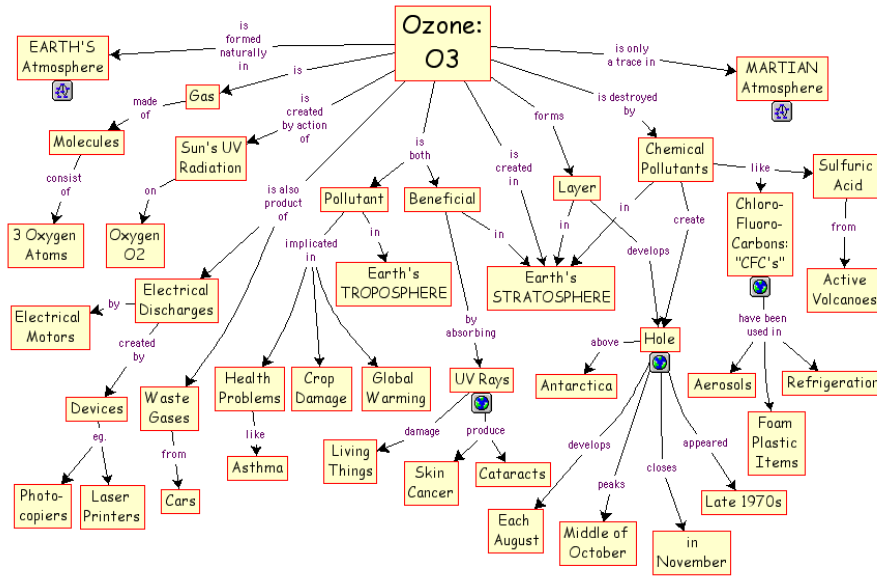 Ozone:
O3
is
formed
naturally
in
EARTH'S
Atmosphere
is only
a trace in
MARTIAN
Atmosphere
is
Gas
made
of
Molecules
consist
of
3 Oxygen
Atoms
is
created
by action
of
Sun's UV
Radiation
on
Oxygen
O2
is also
product
of
Electrical
Discharges
by
Electrical
Motors
created
by
Devices
eg.
Photo-
copiers
Laser
Printers
Waste
Gases
from
Cars
is
both
Pollutant
implicated
in
Health
Problems
like
Asthma
Crop
Damage
Global
Warming
in
Earth's
TROPOSPHERE
Beneficial
in
by
absorbing
UV Rays
damage
Living
Things
produce
Skin
Cancer
Cataracts
is
created
in
Earth's
STRATOSPHERE
forms
Layer
in
develops
is destroyed
by
Chemical
Pollutants
in
create
like
Sulfuric
Acid
from
Active
Volcanoes
Chloro-
Fluoro-
Carbons:
"CFC's"
have been
used in
Aerosols
Foam
Plastic
Items
Refrigeration
Hole
above
Antarctica
develops
Each
August
peaks
Middle of
October
closes
in
November
appeared
Late 1970s